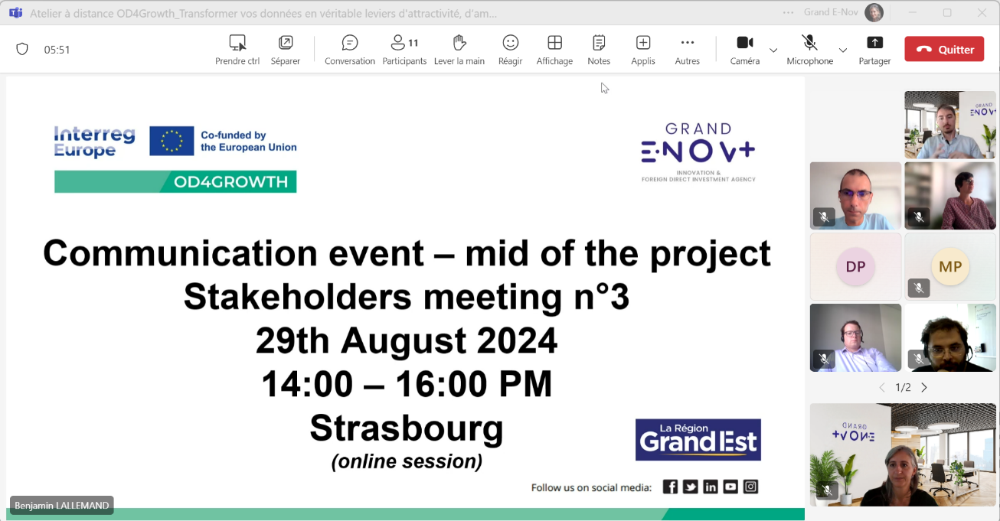 Atelier à distance OD4Growth_Transformer vos données en véritable leviers d'attractivité, d'am...
Grand E-Nov
05:51
Prendre ctrl
Séparer
Conversation
11
Participants
Lever la main
Réagir
Affichage
Notes
Applis
Autres
Caméra
Microphone
Partager
Quitter
Interreg
Europe
Co-funded by
the European Union
OD4GROWTH
GRAND
E·NOV+
INNOVATION &
FOREIGN DIRECT INVESTMENT AGENCY
Communication event – mid of the project
Stakeholders meeting n°3
29th August 2024
14:00 – 16:00 PM
Strasbourg
(online session)
La Région
GrandEst
Follow us on social media:
Benjamin LALLEMAND
GRAND
ENOV+
DP
MP
1/2
GRAND
ENOV+